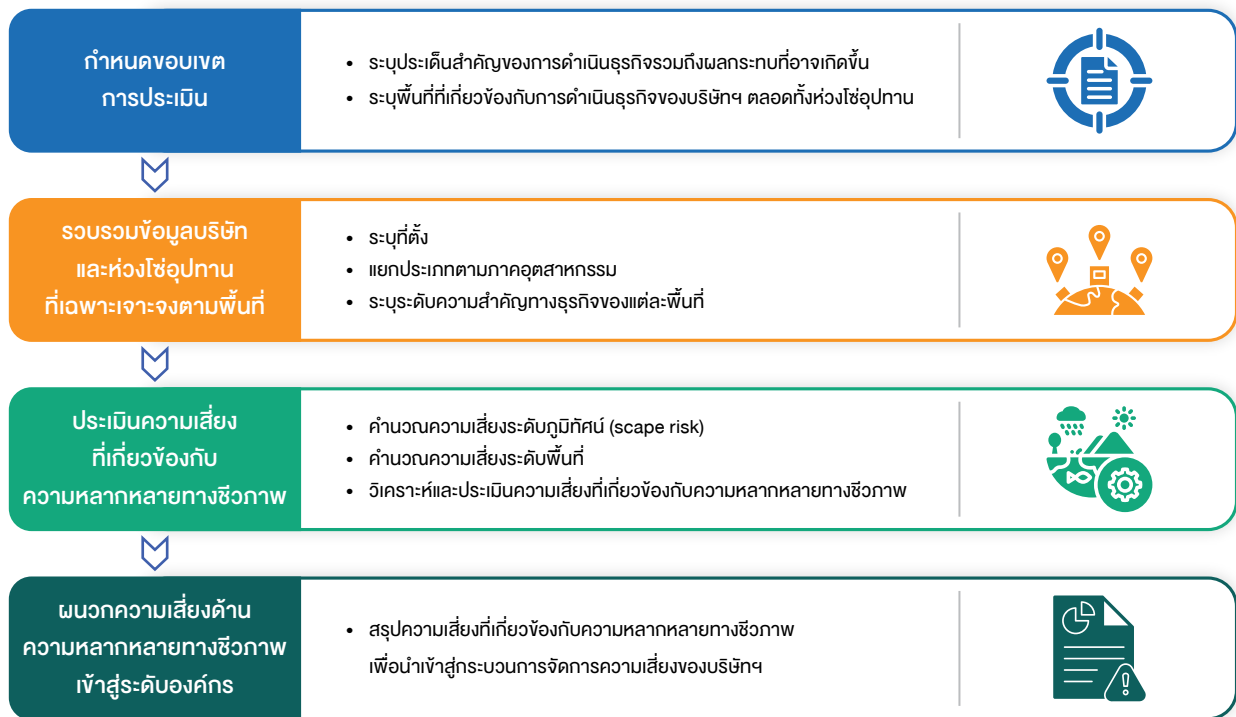 กำหนดขอบเขต
การประเมิน
• ระบุประเด็นสำคัญของการดำเนินธุรกิจรวมถึงผลกระทบที่อาจเกิดขึ้น
• ระบุพื้นที่ที่เกี่ยวข้องกับการดำเนินธุรกิจของบริษัทฯ ตลอดทั้งห่วงโซ่อุปทาน
รวบรวมข้อมูลบริษัท
และห่วงโซ่อุปทาน
ที่เฉพาะเจาะจงตามพื้นที่
• ระบุที่ตั้ง
• แยกประเภทตามภาคอุตสาหกรรม
• ระบุระดับความสำคัญทางธุรกิจของแต่ละพื้นที่
ประเมินความเสี่ยง
ที่เกี่ยวข้องกับ
ความหลากหลายทางชีวภาพ
• คำนวณความเสี่ยงระดับภูมิทัศน์ (scape risk)
• คำนวณความเสี่ยงระดับพื้นที่
• วิเคราะห์และประเมินความเสี่ยงที่เกี่ยวข้องกับความหลากหลายทางชีวภาพ
ผนวกความเสี่ยงด้าน
ความหลากหลายทางชีวภาพ
เข้าสู่ระดับองค์กร
• สรุปความเสี่ยงที่เกี่ยวข้องกับความหลากหลายทางชีวภาพ
เพื่อนำเข้าสู่กระบวนการจัดการความเสี่ยงของบริษัทฯ